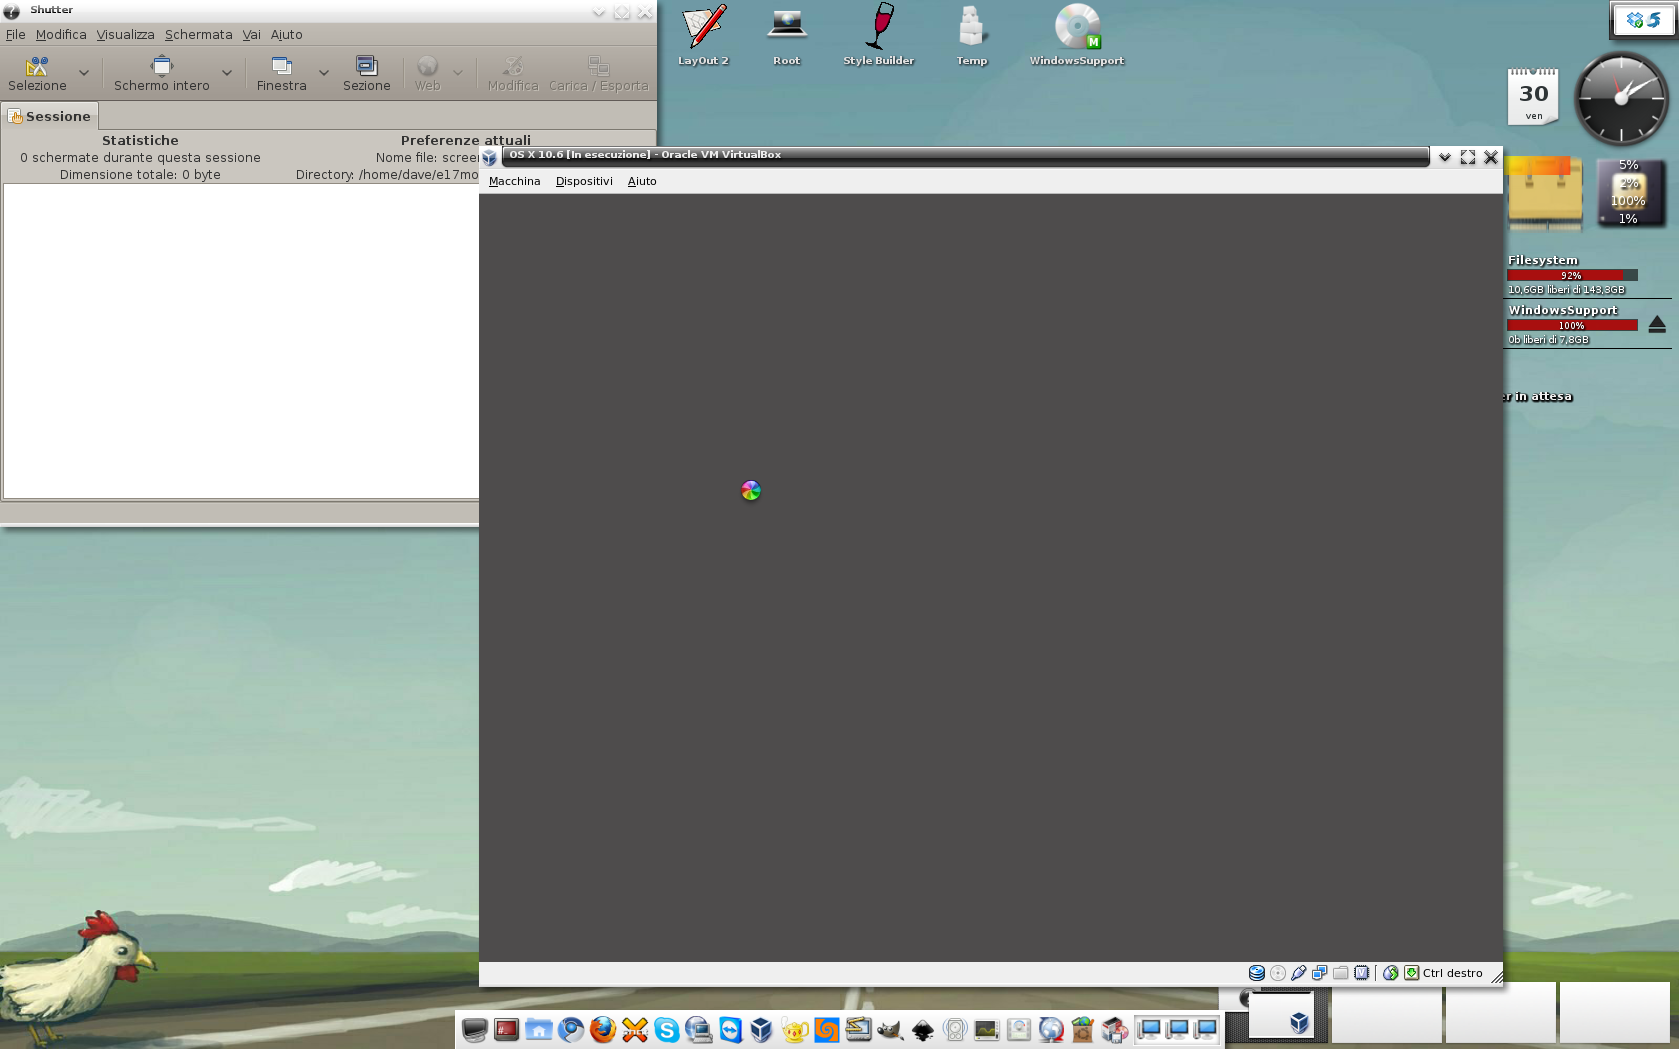 Shutter
File Modifica Visualizza Schermata Vai Aiuto
Selezione Schermo intero Finestra Sezione Web Modifica Carica / Esporta
Sessione
Statistiche
0 schermate durante questa sessione
Dimensione totale: 0 byte
Preferenze attuali
Nome file: scree
Directory: /home/dave/e17mo
LayOut 2
Root
Style Builder
Temp
WindowsSupport
M
OS X 10.6 [In esecuzione] - Oracle VM VirtualBox
Macchina Dispositivi Aiuto
Ctrl destro
30
ven
5%
2%
100%
1%
Filesystem
92%
10,6GB liberi di 143,3GB
WindowsSupport
100%
0b liberi di 7,8GB
er in attesa